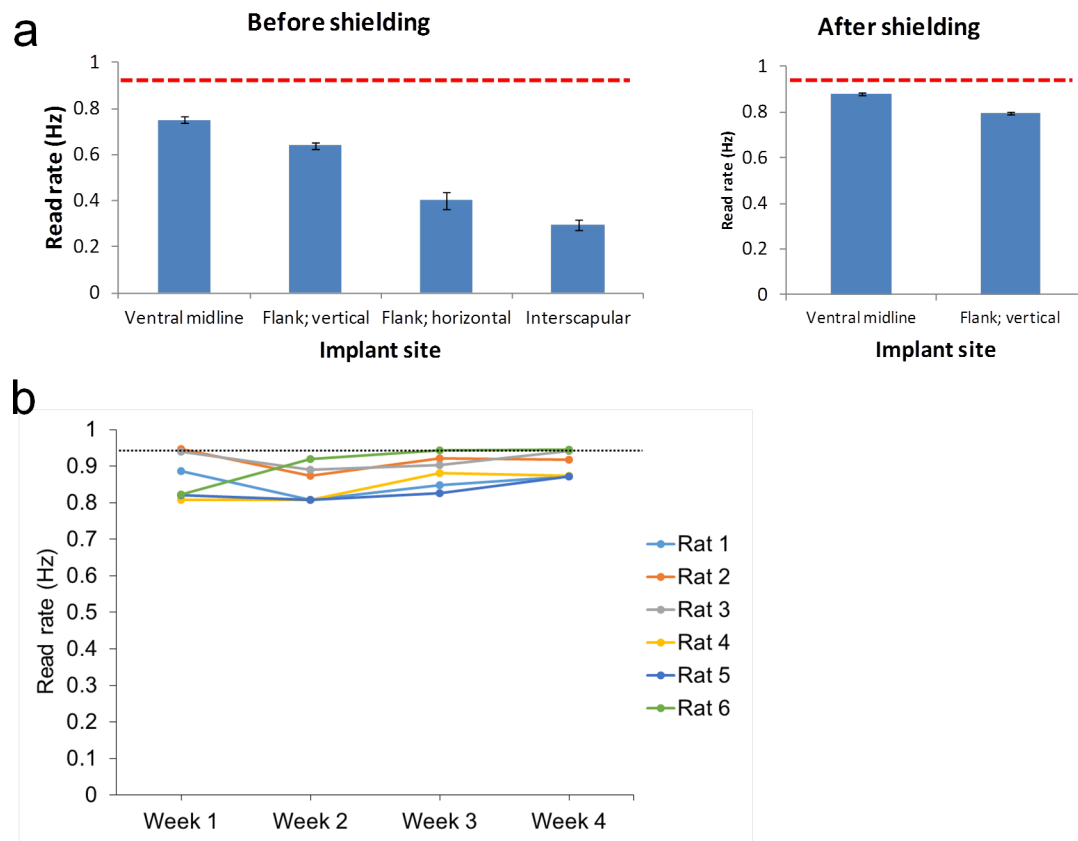 a
Before shielding
Read rate (Hz)
1
0.8
0.6
0.4
0.2
0
Ventral midline
Flank; vertical
Flank; horizontal
Interscapular
Implant site
After shielding
Read rate (Hz)
1
0.8
0.6
0.4
0.2
0
Ventral midline
Flank; vertical
Implant site
b
Read rate (Hz)
1
0.9
0.8
0.7
0.6
0.5
0.4
0.3
0.2
0.1
0
Week 1
Week 2
Week 3
Week 4
Rat 1
Rat 2
Rat 3
Rat 4
Rat 5
Rat 6